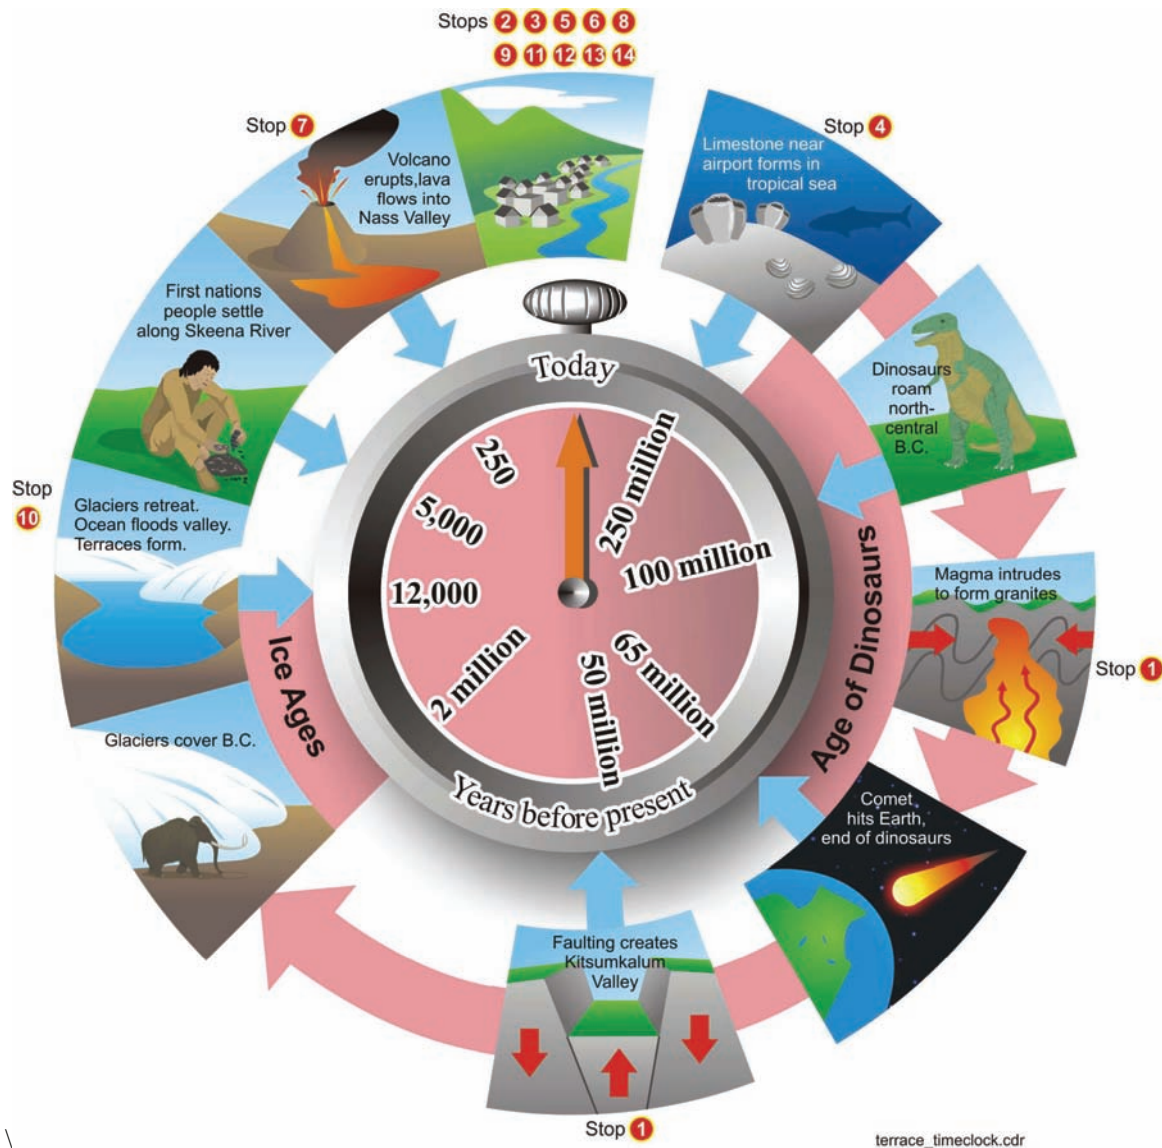 Stops 2 3 5 6 8
9 11 12 13 14
Stop 4
Limestone near
airport forms in
tropical sea
Dinosaurs
roam
north-
central
B.C.
Magma intrudes
to form granites
Stop 1
Comet
hits Earth,
end of dinosaurs
Faulting creates
Kitsumkalum
Valley
Stop 1
Glaciers cover B.C.
Stop
10
Glaciers retreat.
Ocean floods valley.
Terraces form.
First nations
people settle
along Skeena River
Stop 7
Volcano
erupts,lava
flows into
Nass Valley
Age of Dinosaurs
Ice Ages
Today
250 million
100 million
65 million
50 million
2 million
12,000
5,000
250
Years before present
\
terrace_timeclock.cdr